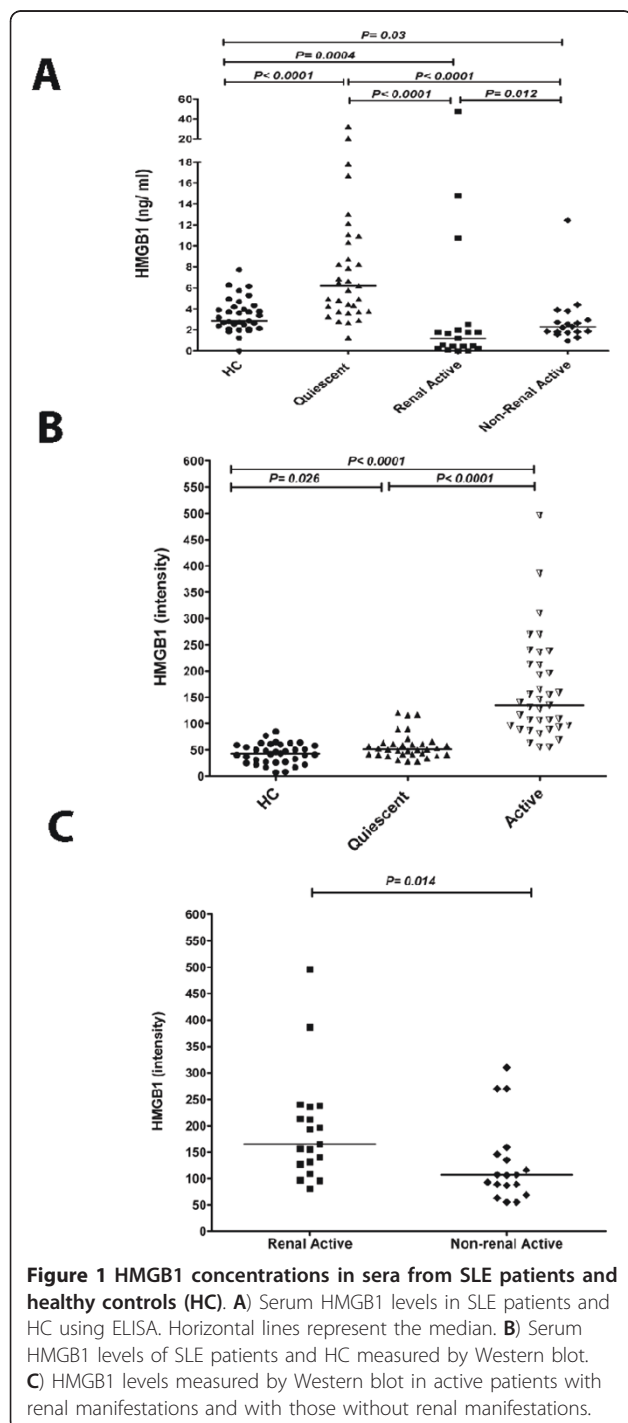 A
P= 0.03
P= 0.0004
P< 0.0001
P< 0.0001
P< 0.0001
P= 0.012
HMGB1 (ng/ ml)
60
40
20
18
16
14
12
10
8
6
4
2
0
HC
Quiescent
Renal Active
Non-Renal Active
B
P< 0.0001
P= 0.026
P< 0.0001
HMGB1 (intensity)
600
550
500
450
400
350
300
250
200
150
100
50
0
HC
Quiescent
Active
C
P= 0.014
HMGB1 (intensity)
600
550
500
450
400
350
300
250
200
150
100
50
0
Renal Active
Non-renal Active
Figure 1 HMGB1 concentrations in sera from SLE patients and
healthy controls (HC). A) Serum HMGB1 levels in SLE patients and
HC using ELISA. Horizontal lines represent the median. B) Serum
HMGB1 levels of SLE patients and HC measured by Western blot.
C) HMGB1 levels measured by Western blot in active patients with
renal manifestations and with those without renal manifestations.